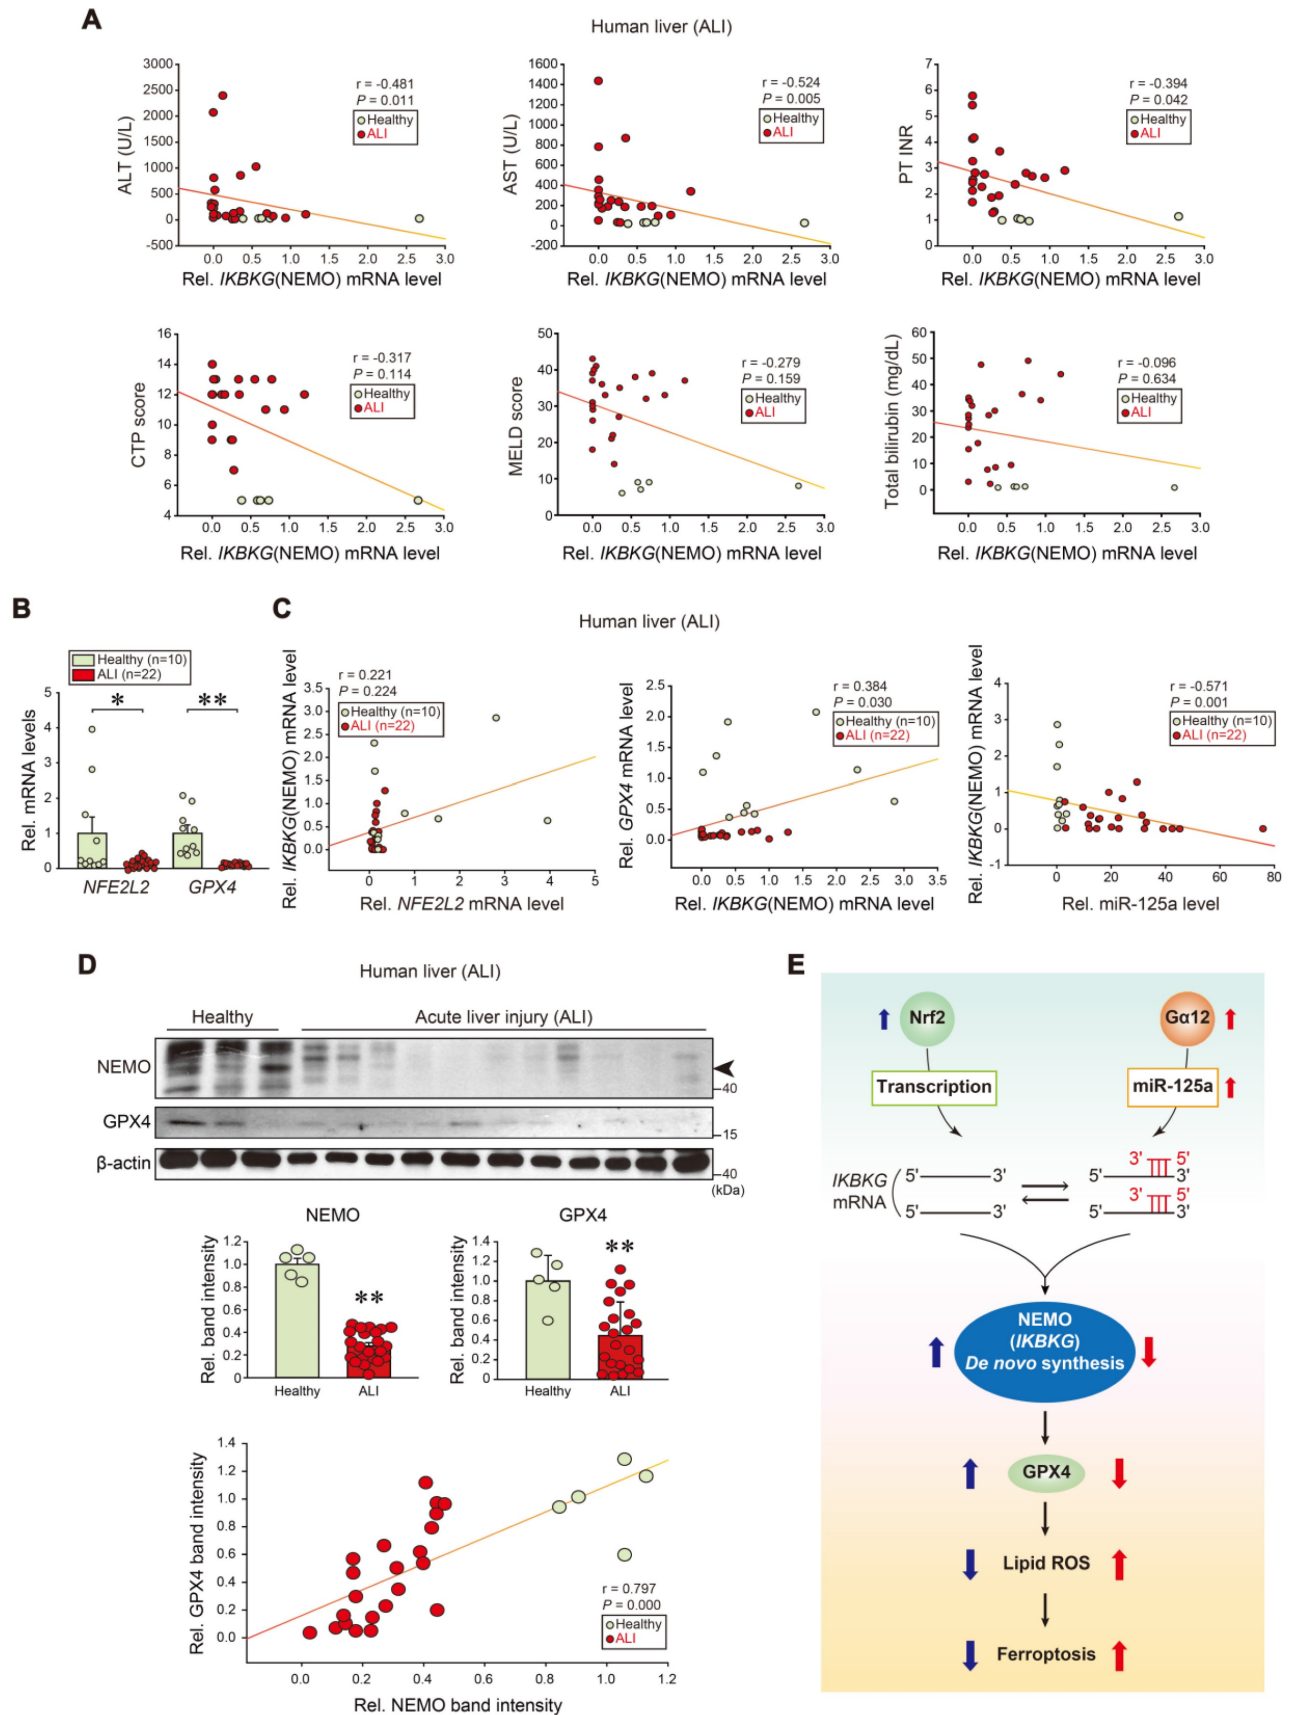 A
Human liver (ALI)
r = -0.481
P = 0.011
Healthy
ALI
ALT (U/L)
3000
2500
2000
1500
1000
500
0
-500
0.0 0.5 1.0 1.5 2.0 2.5 3.0
Rel. IKBKG(NEMO) mRNA level
r = -0.524
P = 0.005
Healthy
ALI
AST (U/L)
1600
1400
1200
1000
800
600
400
200
0
-200
0.0 0.5 1.0 1.5 2.0 2.5 3.0
Rel. IKBKG(NEMO) mRNA level
r = -0.394
P = 0.042
Healthy
ALI
PT INR
7
6
5
4
3
2
1
0
0.0 0.5 1.0 1.5 2.0 2.5 3.0
Rel. IKBKG(NEMO) mRNA level
r = -0.317
P = 0.114
Healthy
ALI
CTP score
16
14
12
10
8
6
4
0.0 0.5 1.0 1.5 2.0 2.5 3.0
Rel. IKBKG(NEMO) mRNA level
r = -0.279
P = 0.159
Healthy
ALI
MELD score
50
40
30
20
10
0
0.0 0.5 1.0 1.5 2.0 2.5 3.0
Rel. IKBKG(NEMO) mRNA level
r = -0.096
P = 0.634
Healthy
ALI
Total bilirubin (mg/dL)
60
50
40
30
20
10
0
0.0 0.5 1.0 1.5 2.0 2.5 3.0
Rel. IKBKG(NEMO) mRNA level
B
Healthy (n=10)
ALI (n=22)
Rel. mRNA levels
5
4
3
2
1
0
*
**
NFE2L2 GPX4
C
Human liver (ALI)
r = 0.221
P = 0.224
Healthy (n=10)
ALI (n=22)
Rel. IKBKG(NEMO) mRNA level
3.5
3.0
2.5
2.0
1.5
1.0
0.5
0.0
0 1 2 3 4 5
Rel. NFE2L2 mRNA level
r = 0.384
P = 0.030
Healthy (n=10)
ALI (n=22)
Rel. GPX4 mRNA level
2.5
2.0
1.5
1.0
0.5
0.0
0.0 0.5 1.0 1.5 2.0 2.5 3.0 3.5
Rel. IKBKG(NEMO) mRNA level
r = -0.571
P = 0.001
Healthy (n=10)
ALI (n=22)
Rel. IKBKG(NEMO) mRNA level
4
3
2
1
0
-1
0 20 40 60 80
Rel. miR-125a level
D
Human liver (ALI)
Healthy
Acute liver injury (ALI)
NEMO
40
GPX4
15
β-actin
40
(kDa)
NEMO
Rel. band intensity
1.2
1.0
0.8
0.6
0.4
0.2
0
**
Healthy ALI
GPX4
Rel. band intensity
1.4
1.2
1.0
0.8
0.6
0.4
0.2
0
**
Healthy ALI
Rel. GPX4 band intensity
1.4
1.2
1.0
0.8
0.6
0.4
0.2
0.0
r = 0.797
P = 0.000
Healthy
ALI
0.0 0.2 0.4 0.6 0.8 1.0 1.2
Rel. NEMO band intensity
E
Nrf2
Gα12
Transcription
miR-125a
IKBKG
mRNA
5' 3'
5' 3'
3' 5'
5' 3'
3' 5'
5' 3'
NEMO
(IKBKG)
De novo synthesis
GPX4
Lipid ROS
Ferroptosis